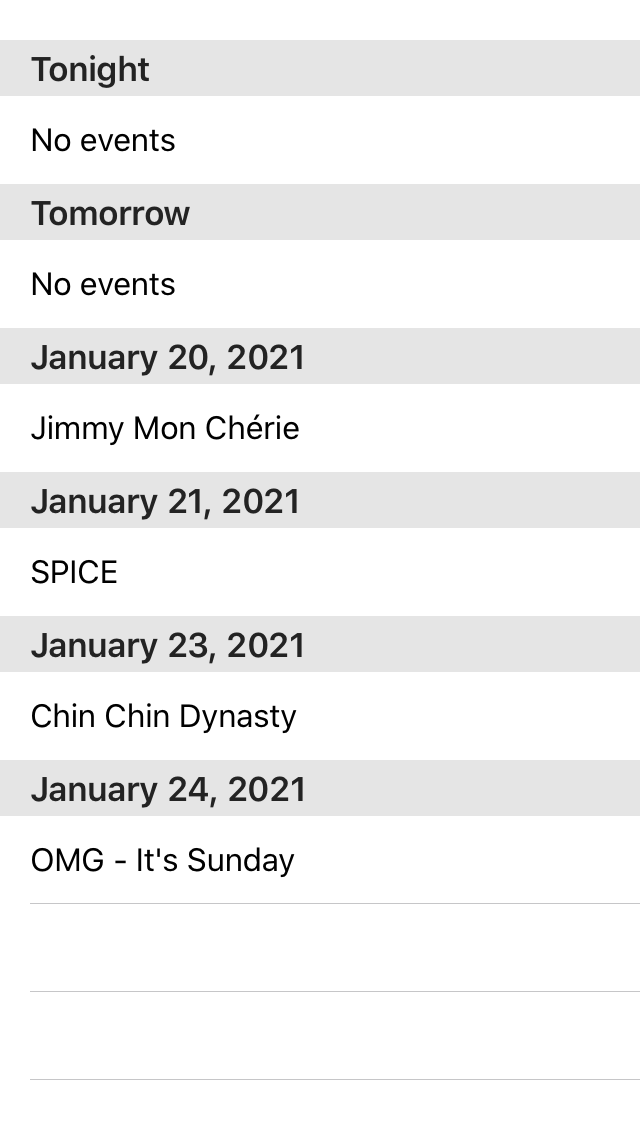 Tonight
No events
Tomorrow
No events
January 20, 2021
Jimmy Mon Chérie
January 21, 2021
SPICE
January 23, 2021
Chin Chin Dynasty
January 24, 2021
OMG - It's Sunday